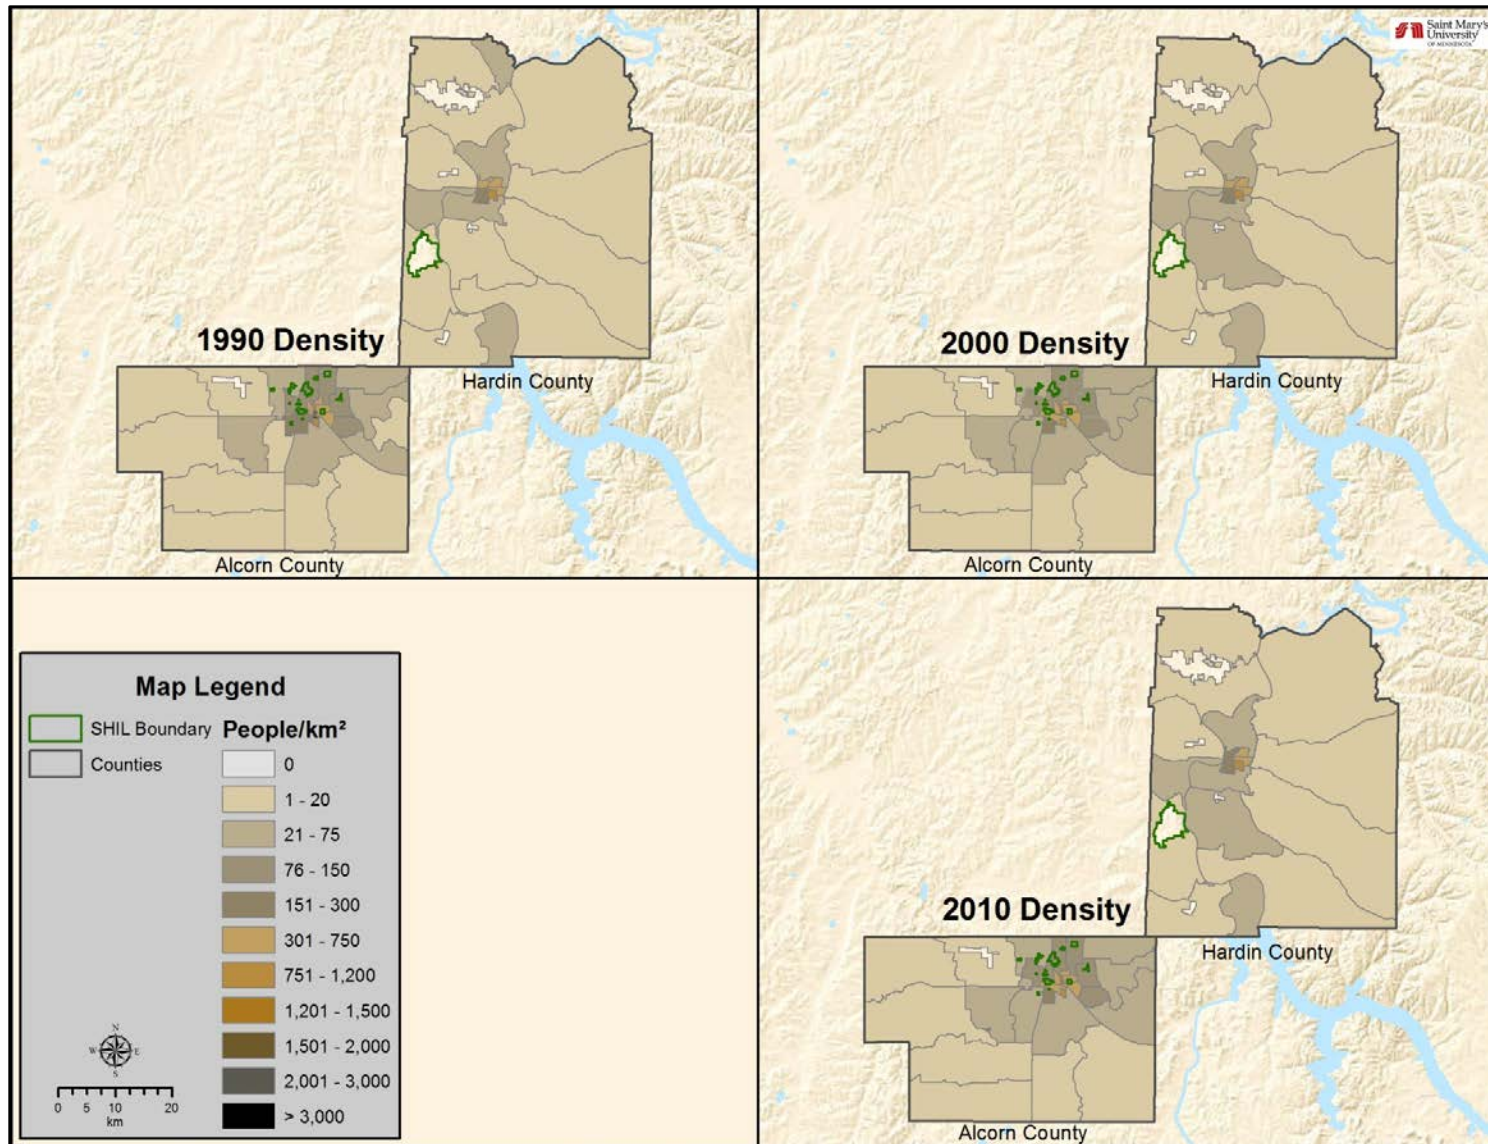 Saint Mary's
University
OF MINNESOTA
1990 Density
Hardin County
Alcorn County
2000 Density
Hardin County
Alcorn County
Map Legend
SHIL Boundary
Counties
People/km²
0
1 - 20
21 - 75
76 - 150
151 - 300
301 - 750
751 - 1,200
1,201 - 1,500
1,501 - 2,000
2,001 - 3,000
> 3,000
N
W E
S
0 5 10 20
km
2010 Density
Hardin County
Alcorn County